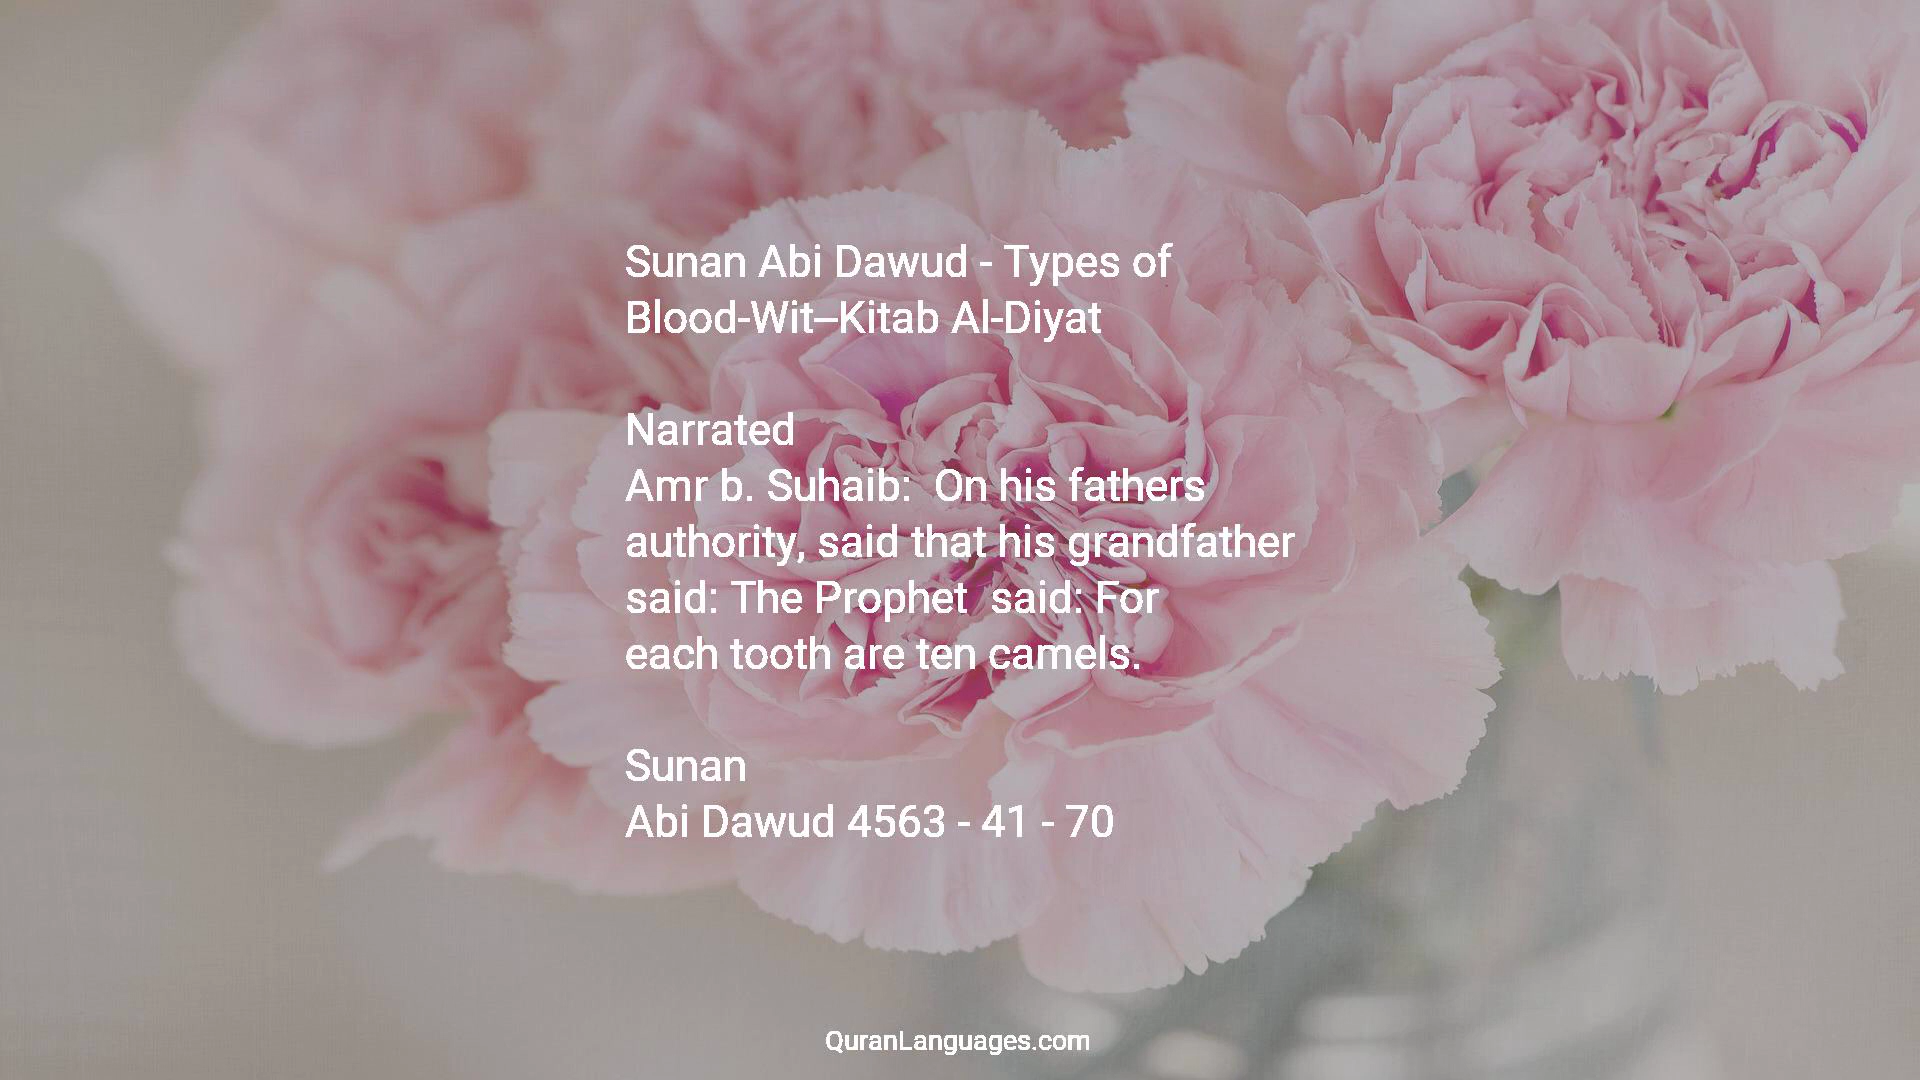 Sunan Abi Dawud - Types of
Blood-Wit--Kitab Al-Diyat
Narrated
Amr b. Suhaib:  On his fathers
authority, said that his grandfather
said: The Prophet  said: For
each tooth are ten camels.
Sunan
Abi Dawud 4563 - 41 - 70
QuranLanguages.com